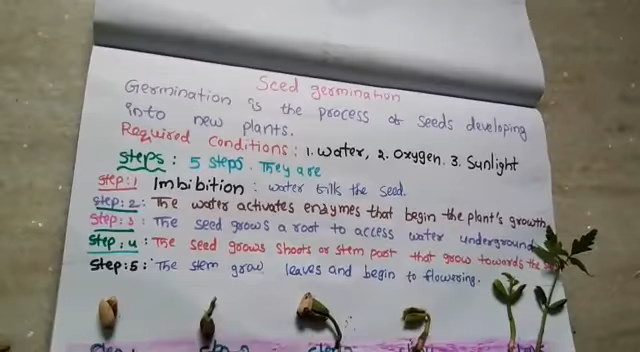 Seed germination
Germination is the process of seeds developing
into new plants.
Required Conditions : 1. water, 2. Oxygen. 3. Sunlight
Steps : 5 steps. They are
Step:1 Imbibition : water fills the seed.
Step:2: The water activates enzymes that begin the plant's growth
Step:3 : The seed grows a root to access water underground
Step:4 : The seed grows shoots or stem past that grow towards the
Step:5: The stem grow leaves and begin to flowering.